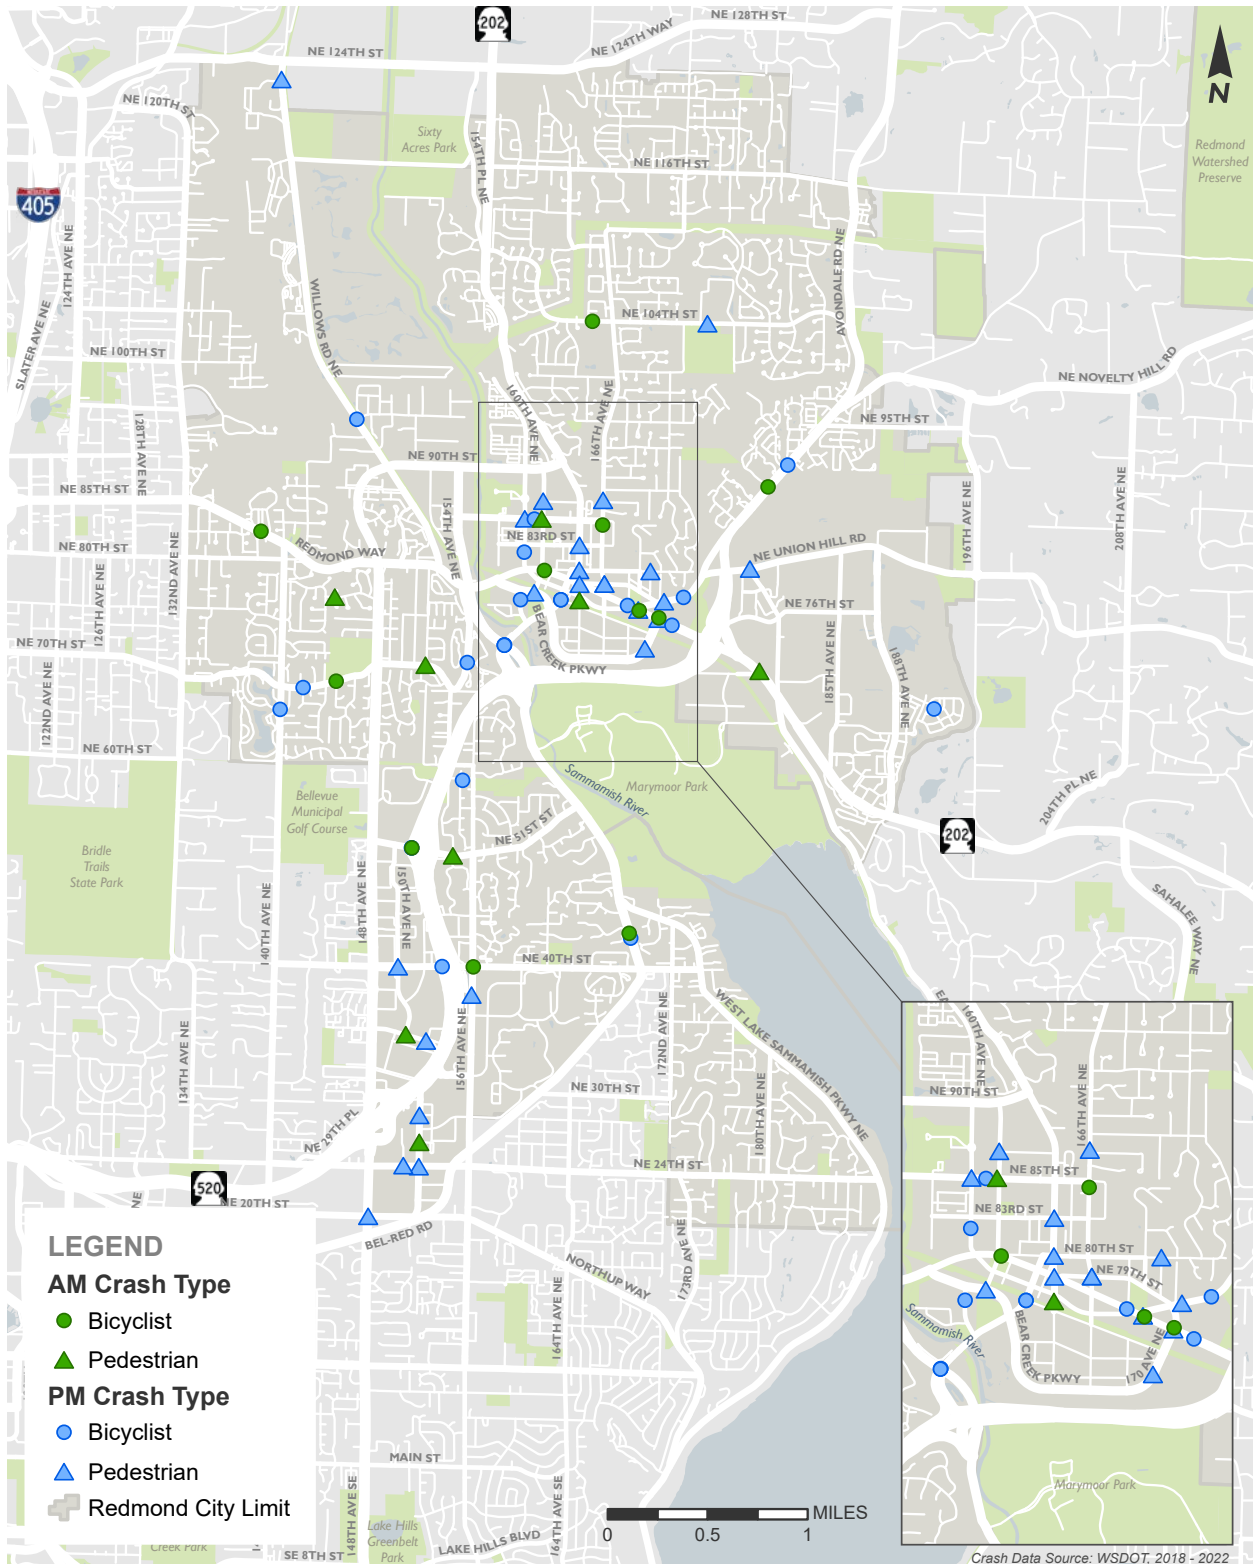 202
NE 128TH ST
NE 124TH WAY
NE 124TH ST
N
NE 120TH ST
Sixty
Acres Park
154TH PL NE
NE 116TH ST
Redmond
Watershed
Preserve
405
124TH AVE NE
AVONDALE RD NE
WILLOWS RD NE
SLATER AVE NE
NE 104TH ST
NE 100TH ST
NE NOVELTY HILL RD
160TH AVE NE
166TH AVE NE
128TH AVE NE
NE 95TH ST
NE 90TH ST
NE 85TH ST
154TH AVE NE
196TH AVE NE
208TH AVE NE
NE 83RD ST
NE 80TH ST
REDMOND WAY
132ND AVE NE
NE UNION HILL RD
126TH AVE NE
NE 76TH ST
BEAR CREEK PKWY
NE 70TH ST
185TH AVE NE
188TH AVE NE
122ND AVE NE
NE 60TH ST
Sammamish River
Marymoor Park
Bellevue
Municipal
Golf Course
204TH PL NE
NE 51ST ST
202
Bridle
Trails
State Park
148TH AVE NE
150TH AVE NE
140TH AVE NE
SAHALEE WAY NE
NE 40TH ST
WEST LAKE SAMMAMISH PKWY NE
172ND AVE NE
156TH AVE NE
134TH AVE NE
NE 30TH ST
180TH AVE NE
NE 29TH PL
NE 24TH ST
520
NE 20TH ST
NE
BEL-RED RD
NORTHUP WAY
173RD AVE NE
164TH AVE NE
EA
160TH AVE NE
NE 90TH ST
166TH AVE NE
NE 85TH ST
NE 83RD ST
NE 80TH ST
NE 79TH ST
Sammamish River
BEAR CREEK PKWY
170 AVE NE
Marymoor Park
LEGEND
AM Crash Type
Bicyclist
Pedestrian
PM Crash Type
Bicyclist
Pedestrian
Redmond City Limit
MAIN ST
148TH AVE SE
164TH AVE SE
Lake Hills
Greenbelt
Park
LAKE HILLS BLVD
Creek Park
SE 8TH ST
MILES
0 0.5 1
Crash Data Source: WSDOT, 2018 - 2022